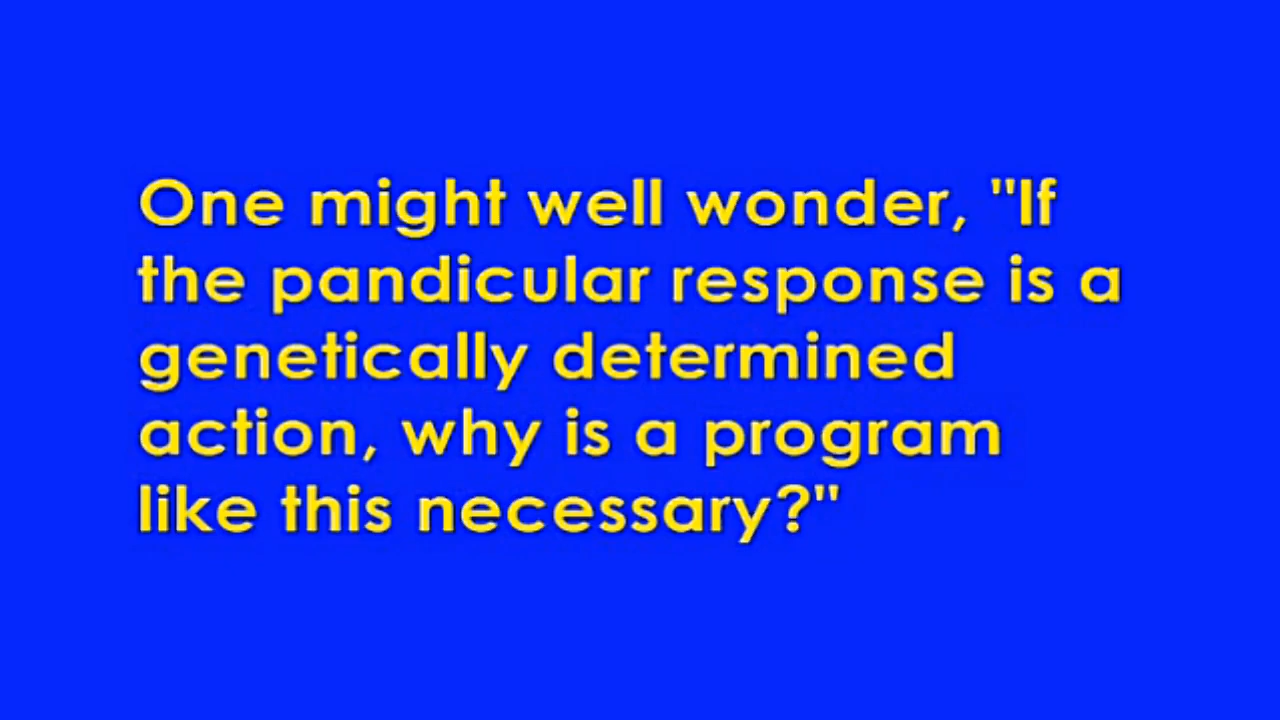 One might well wonder, "If
the pandicular response is a
genetically determined
action, why is a program
like this necessary?"